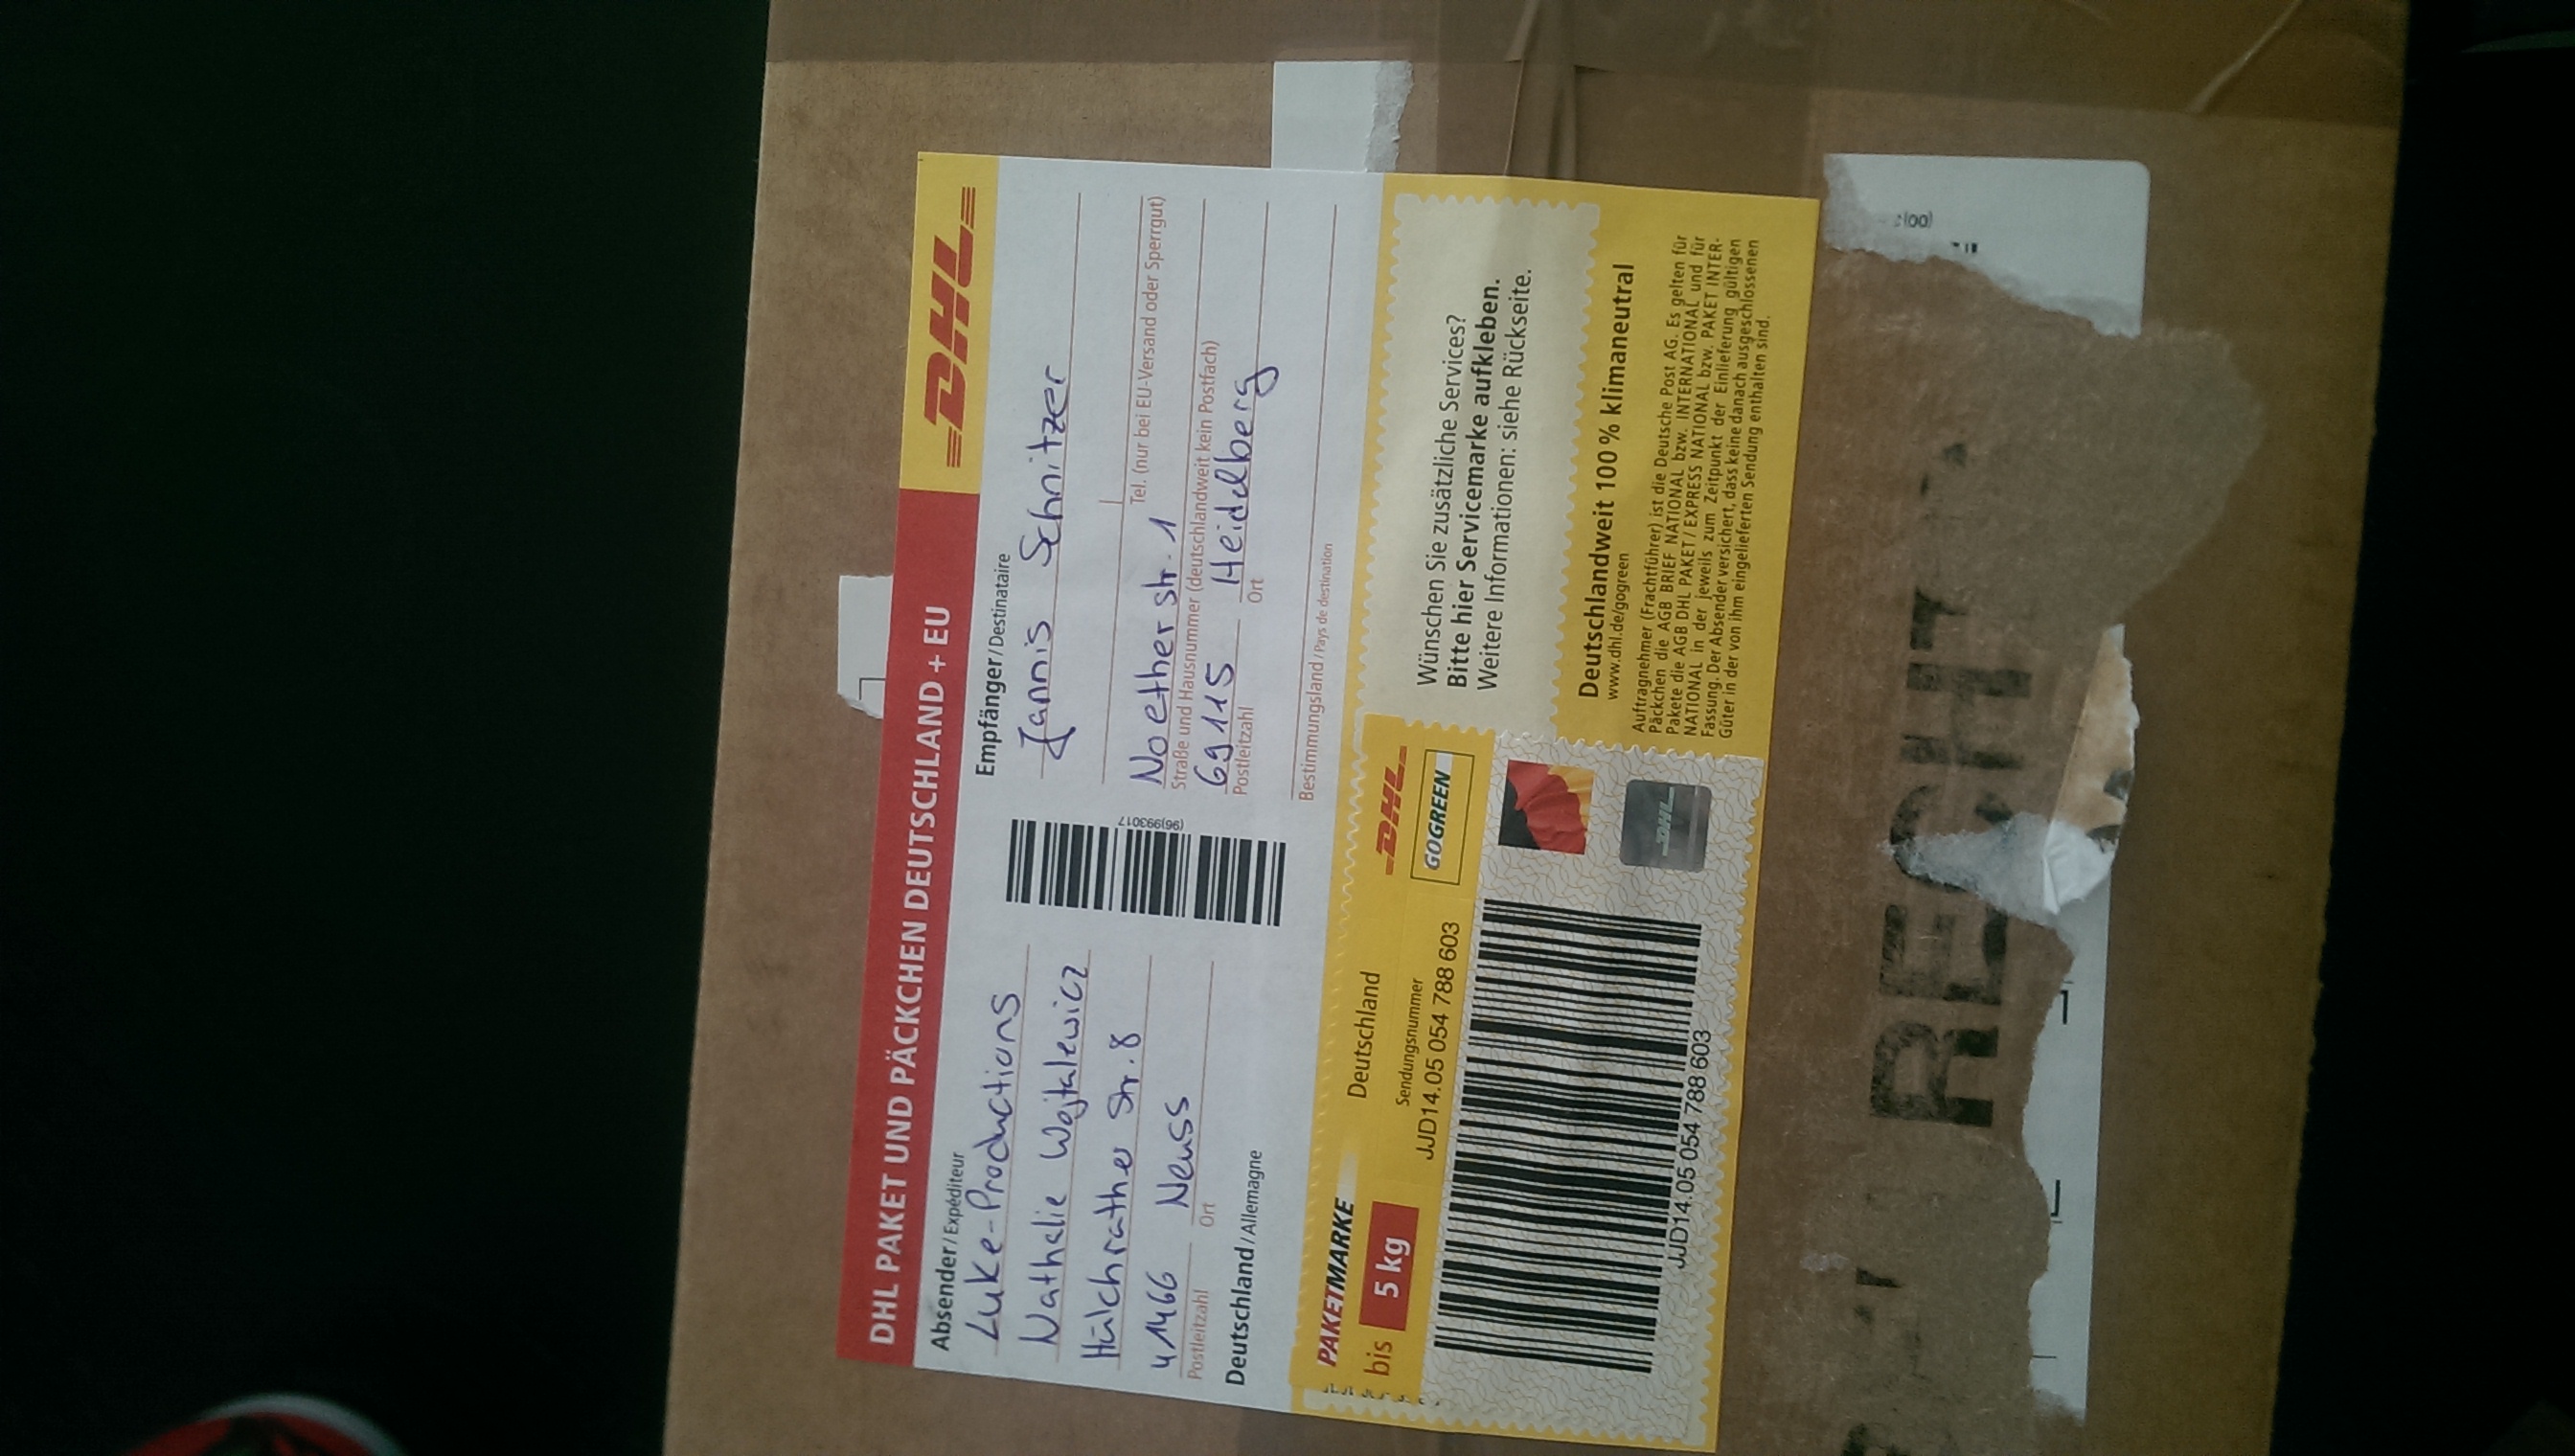 DHL PAKET UND PÄCKCHEN DEUTSCHLAND + EU
DHL
Absender / Expéditeur
Luke-Productions
Nathalie Wojtalewicz
Hülchrather Str. 8
41466 Neuss
Postleitzahl Ort
Deutschland / Allemagne
(96)993017
Empfänger / Destinataire
Jannis Schnitzer
Tel. (nur bei EU-Versand oder Sperrgut)
Noether str. 1
Straße und Hausnummer (deutschlandweit kein Postfach)
69115 Heidelberg
Postleitzahl Ort
Bestimmungsland / Pays de destination
PAKETMARKE Deutschland DHL
bis 5 kg
Sendungsnummer
JJD14.05 054 788 603
GOGREEN
DHL
JJD14.05 054 788 603
Wünschen Sie zusätzliche Services?
Bitte hier Servicemarke aufkleben.
Weitere Informationen: siehe Rückseite.
Deutschlandweit 100 % klimaneutral
www.dhl.de/gogreen
Auftragnehmer (Frachtführer) ist die Deutsche Post AG. Es gelten für
Päckchen die AGB BRIEF NATIONAL bzw. INTERNATIONAL und für
Pakete die AGB DHL PAKET / EXPRESS NATIONAL bzw. PAKET INTER-
NATIONAL in der jeweils zum Zeitpunkt der Einlieferung gültigen
Fassung. Der Absender versichert, dass keine danach ausgeschlossenen
Güter in der von ihm eingelieferten Sendung enthalten sind.
(00)